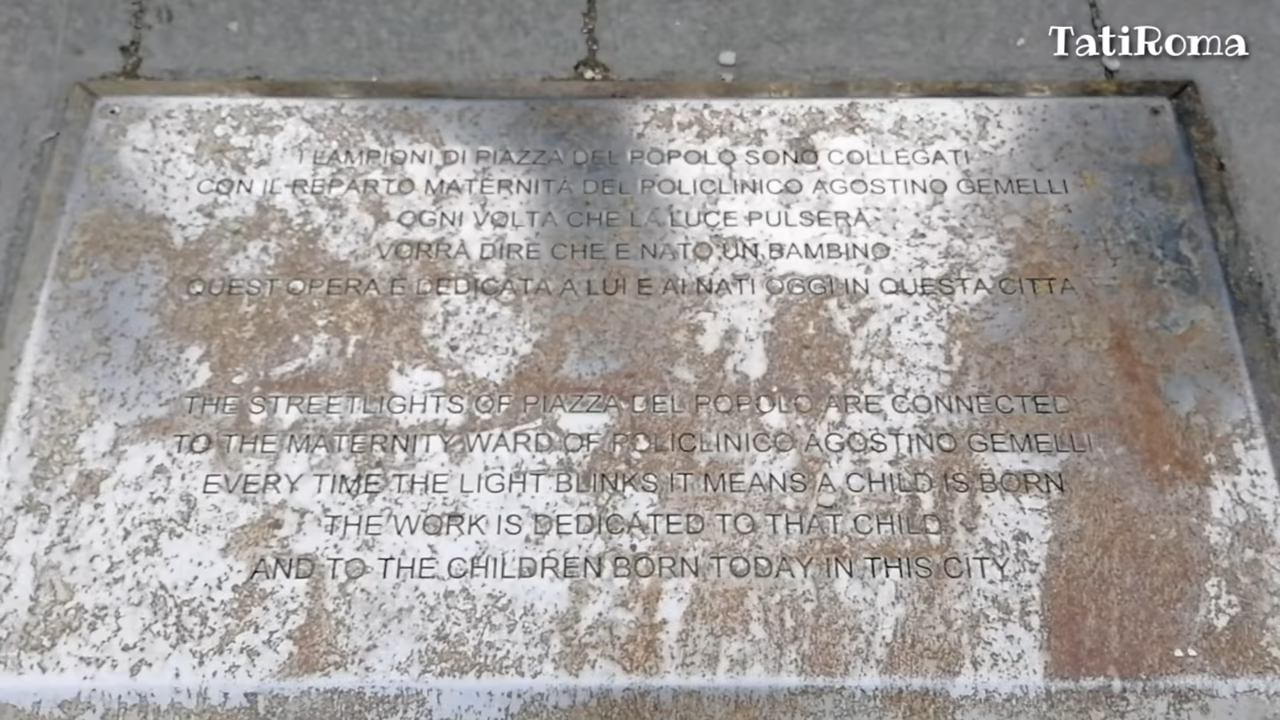 TatiRoma
I LAMPIONI DI PIAZZA DEL POPOLO SONO COLLEGATI
CON IL REPARTO MATERNITÀ DEL POLICLINICO AGOSTINO GEMELLI
OGNI VOLTA CHE LA LUCE PULSERÀ
VORRÀ DIRE CHE È NATO UN BAMBINO
QUEST'OPERA È DEDICATA A LUI E AI NATI OGGI IN QUESTA CITTÀ
THE STREETLIGHTS OF PIAZZA DEL POPOLO ARE CONNECTED
TO THE MATERNITY WARD OF POLICLINICO AGOSTINO GEMELLI
EVERY TIME THE LIGHT BLINKS IT MEANS A CHILD IS BORN
THE WORK IS DEDICATED TO THAT CHILD
AND TO THE CHILDREN BORN TODAY IN THIS CITY